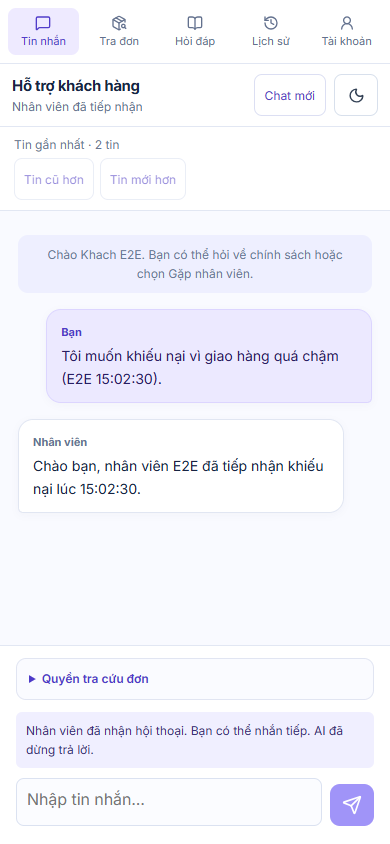 Tin nhắn
Tra đơn
Hỏi đáp
Lịch sử
Tài khoản
Hỗ trợ khách hàng
Nhân viên đã tiếp nhận
Chat mới
Tin gần nhất · 2 tin
Tin cũ hơn
Tin mới hơn
Chào Khach E2E. Bạn có thể hỏi về chính sách hoặc
chọn Gặp nhân viên.
Bạn
Tôi muốn khiếu nại vì giao hàng quá chậm
(E2E 15:02:30).
Nhân viên
Chào bạn, nhân viên E2E đã tiếp nhận khiếu
nại lúc 15:02:30.
Quyền tra cứu đơn
Nhân viên đã nhận hội thoại. Bạn có thể nhắn tiếp. AI đã
dừng trả lời.
Nhập tin nhắn...